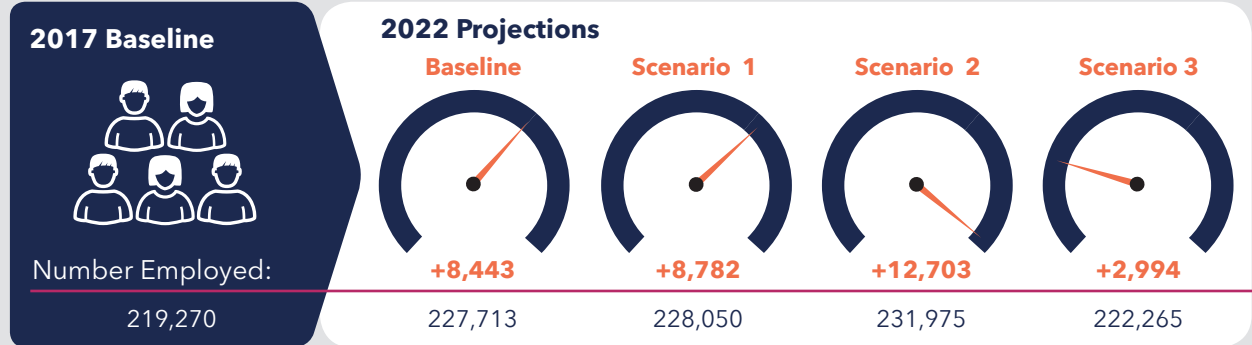 2017 Baseline
2022 Projections
Baseline
Scenario 1
Scenario 2
Scenario 3
Number Employed:
+8,443
+8,782
+12,703
+2,994
219,270
227,713
228,050
231,975
222,265